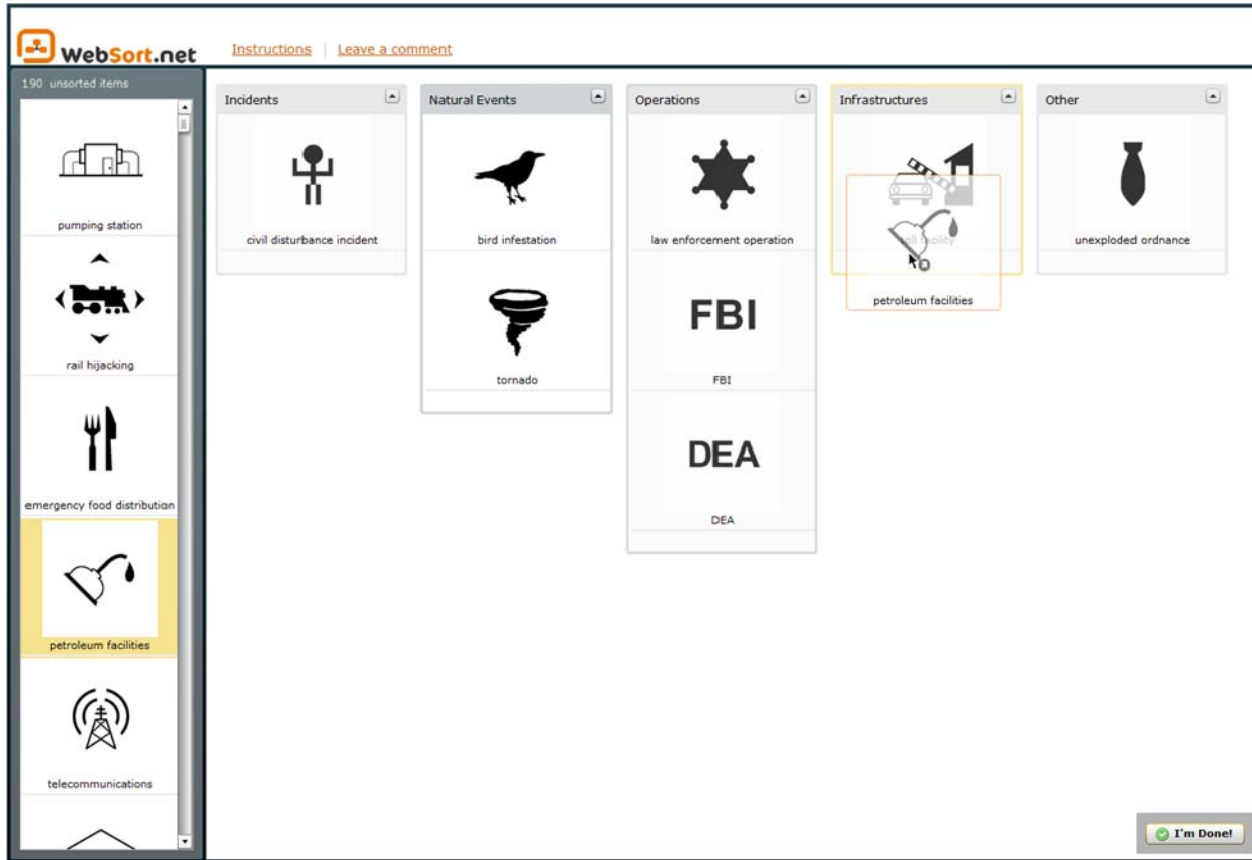 WebSort.net
Instructions
Leave a comment
190 unsorted items
pumping station
rail hijacking
emergency food distribution
petroleum facilities
telecommunications
Incidents
civil disturbance incident
Natural Events
bird infestation
tornado
Operations
law enforcement operation
FBI
FBI
DEA
DEA
Infrastructures
toll facility
petroleum facilities
Other
unexploded ordnance
I'm Done!